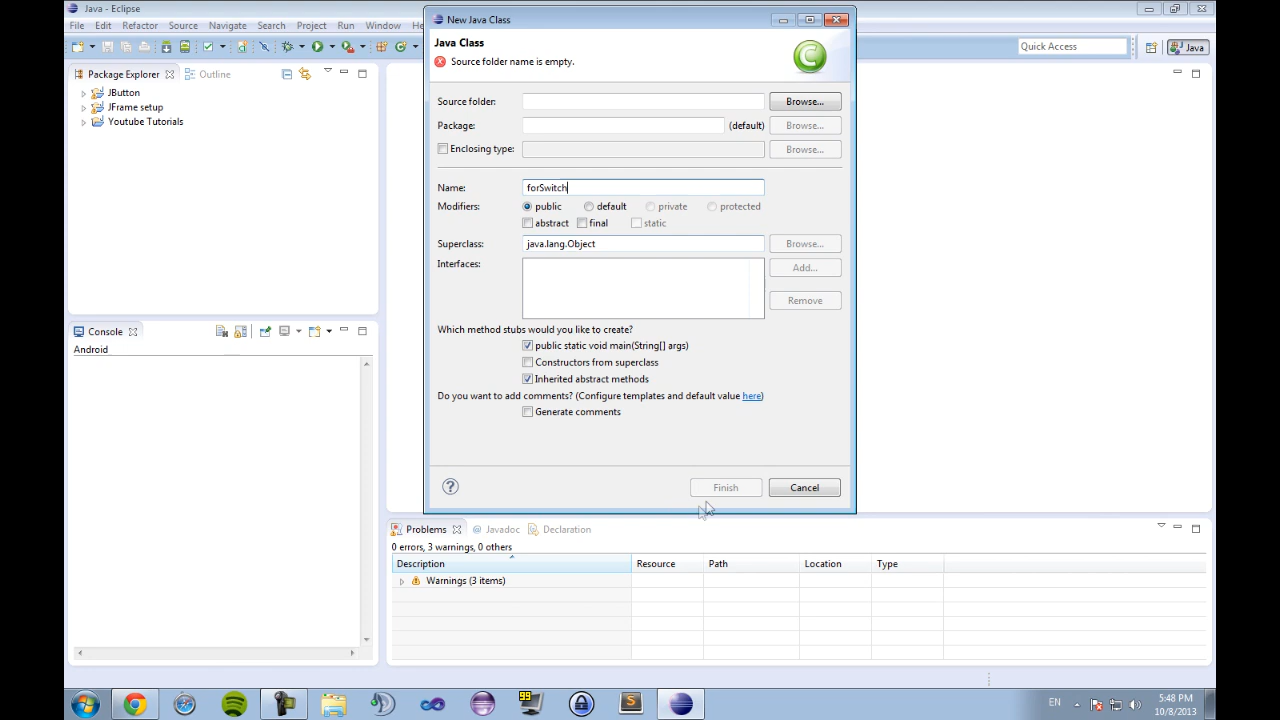 Java - Eclipse
New Java Class
File Edit Refactor Source Navigate Search Project Run Window
Java Class
Source folder name is empty.
Quick Access
Java
Package Explorer
Outline
JButton
JFrame setup
Youtube Tutorials
Source folder:
Browse...
Package:
(default)
Browse...
Enclosing type:
Browse...
Name:
forSwitch
Modifiers:
public default private protected
abstract final static
Superclass:
java.lang.Object
Browse...
Interfaces:
Add...
Remove
Which method stubs would you like to create?
public static void main(String[] args)
Constructors from superclass
Inherited abstract methods
Do you want to add comments? (Configure templates and default value here)
Generate comments
Finish
Cancel
Console
Android
Problems
@ Javadoc
Declaration
0 errors, 3 warnings, 0 others
Description Resource Path Location Type
Warnings (3 items)
99
EN
5:48 PM
10/8/2013